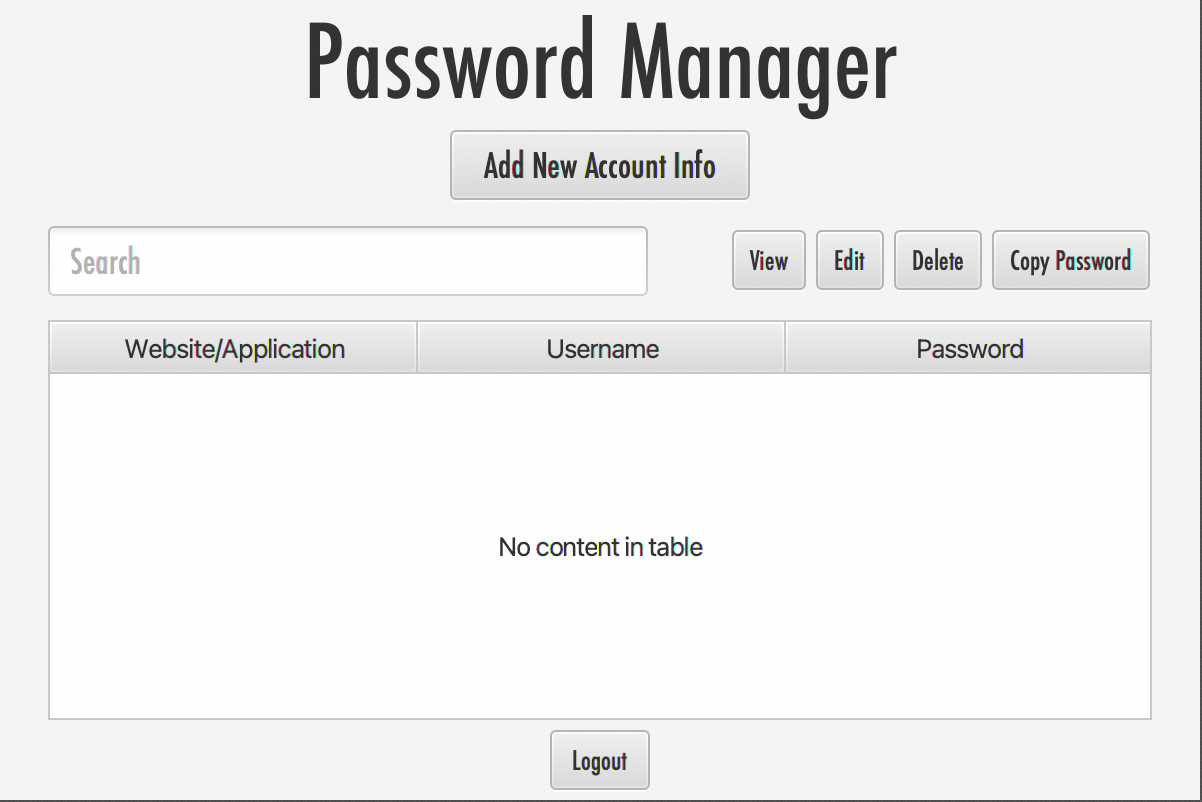 Password Manager
Add New Account Info
Search
View Edit Delete Copy Password
Website/Application Username Password
No content in table
Logout